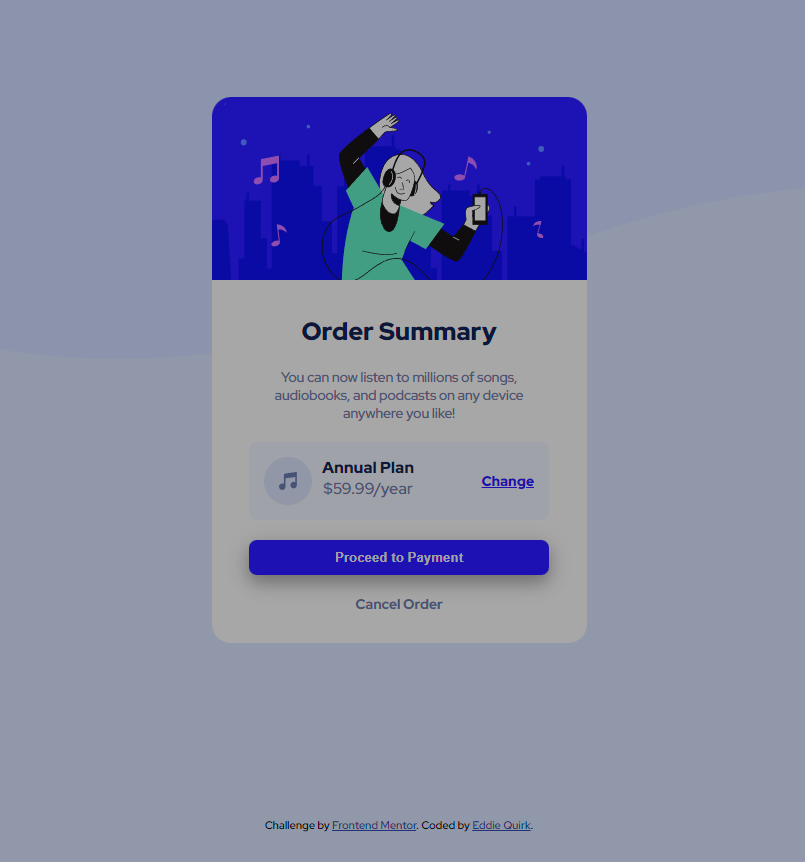 Order Summary
You can now listen to millions of songs,
audiobooks, and podcasts on any device
anywhere you like!
Annual Plan
$59.99/year
Change
Proceed to Payment
Cancel Order
Challenge by Frontend Mentor. Coded by Eddie Quirk.